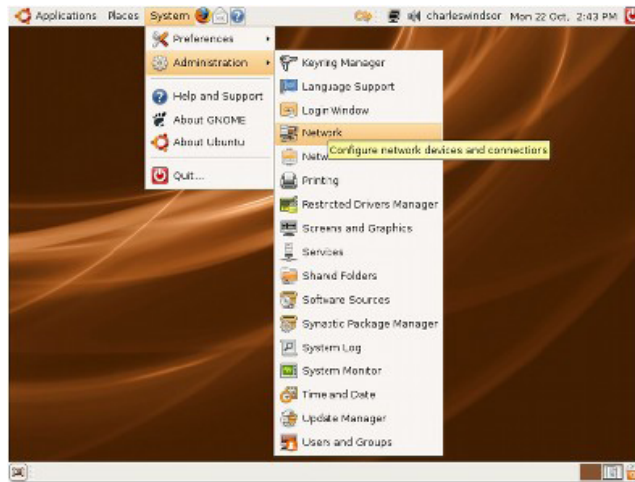 Applications Places System charleswindsor Mon 22 Oct, 2:43 PM
Preferences
Administration
Help and Support
About GNOME
About Ubuntu
Quit...
Keyring Manager
Language Support
Login Window
Network
Configure network devices and connections
Netw
Printing
Restricted Drivers Manager
Screens and Graphics
Services
Shared Folders
Software Sources
Synaptic Package Manager
System Log
System Monitor
Time and Date
Update Manager
Users and Groups